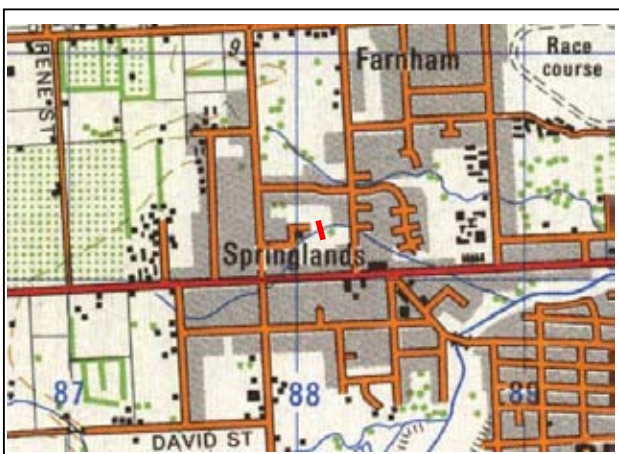 RENE ST
9
Farnham
Race
course
Springlands
87
88
89
DAVID ST